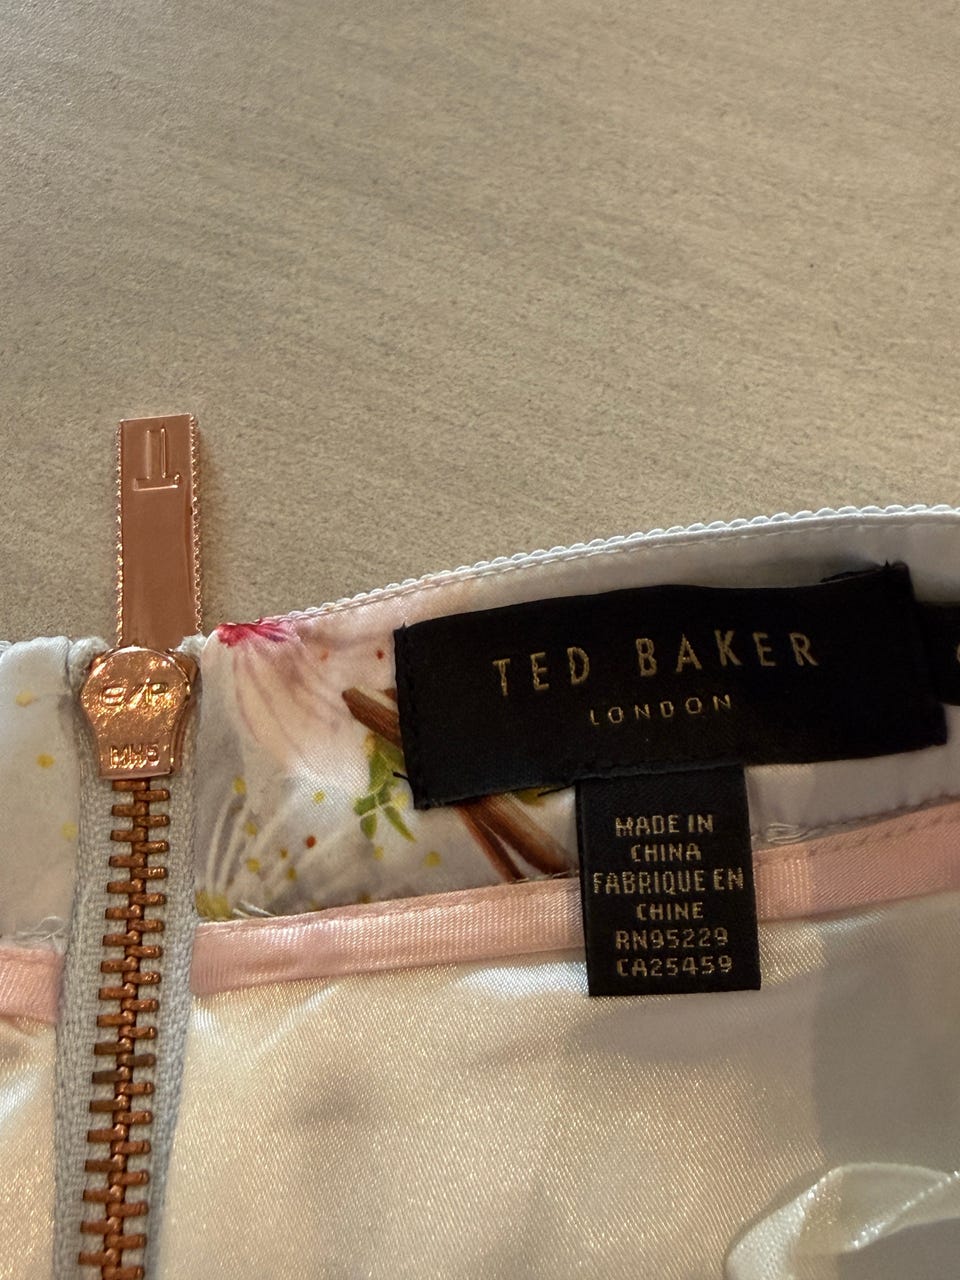 TED BAKER
LONDON
MADE IN
CHINA
FABRIQUE EN
CHINE
RN95229
CA25459